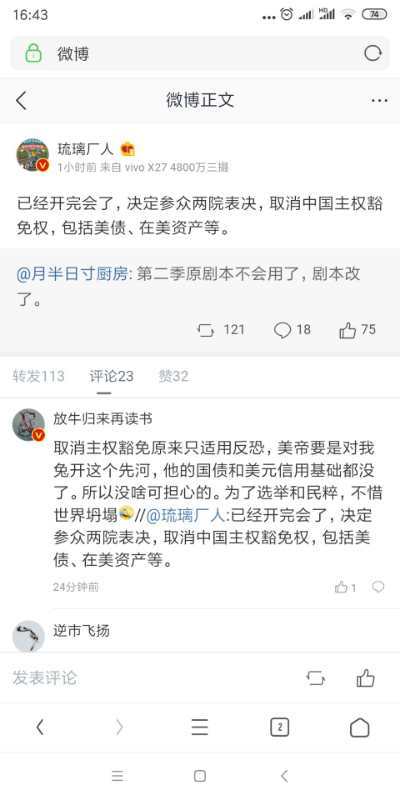 16:43
HD
74
微博
微博正文
琉璃厂人
1小时前 来自 vivo X27 4800万三摄
已经开完会了，决定参众两院表决，取消中国主权豁
免权，包括美债、在美资产等。
@月半日寸厨房: 第二季原剧本不会用了，剧本改
了。
121 18 75
转发113 评论23 赞32
放牛归来再读书
取消主权豁免原来只适用反恐，美帝要是对我
兔开这个先河，他的国债和美元信用基础都没
了。所以没啥可担心的。为了选举和民粹，不惜
世界坍塌//@琉璃厂人:已经开完会了，决定
参众两院表决，取消中国主权豁免权，包括美
债、在美资产等。
24分钟前 1
逆市飞扬
发表评论
2